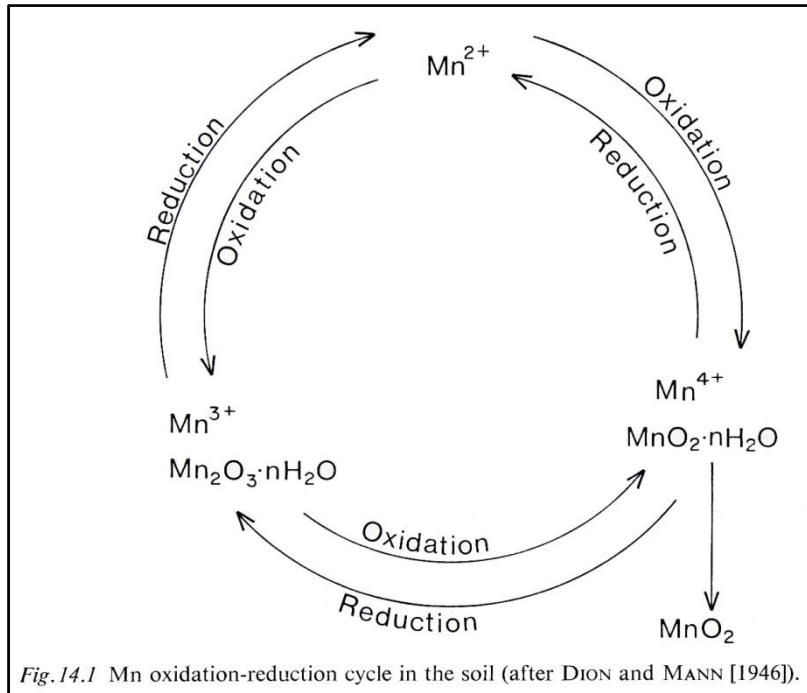 Mn²⁺
Reduction
Oxidation
Oxidation
Reduction
Mn³⁺
Mn₂O₃·nH₂O
Mn⁴⁺
MnO₂·nH₂O
Oxidation
Reduction
MnO₂
Fig. 14.1 Mn oxidation-reduction cycle in the soil (after DION and MANN [1946]).